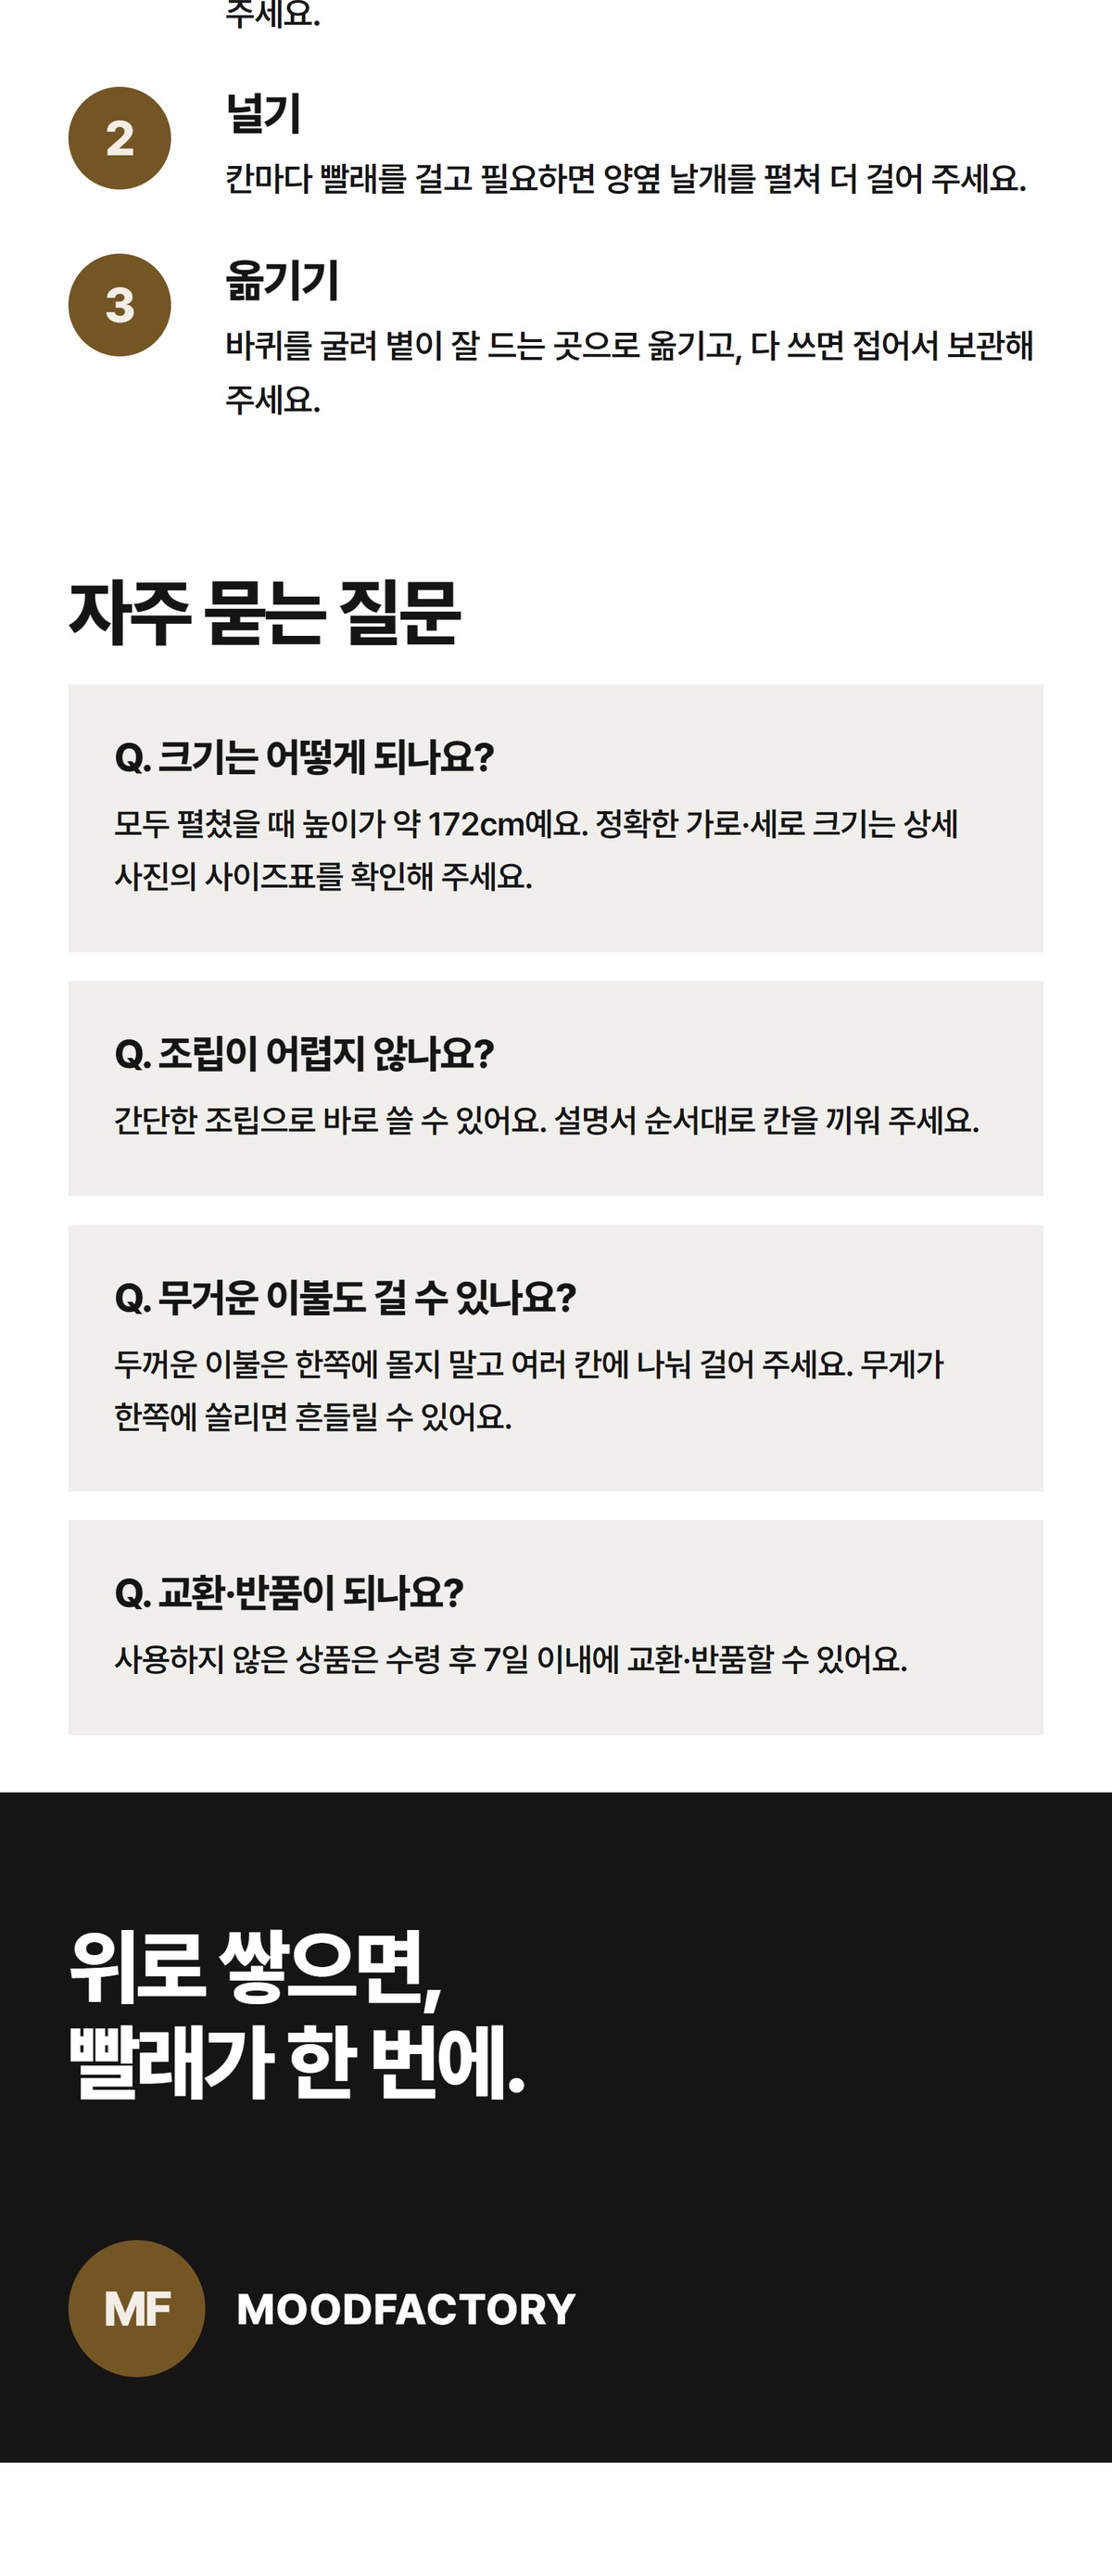 주세요.
2
널기
칸마다 빨래를 걸고 필요하면 양옆 날개를 펼쳐 더 걸어 주세요.
3
옮기기
바퀴를 굴려 볕이 잘 드는 곳으로 옮기고, 다 쓰면 접어서 보관해
주세요.
자주 묻는 질문
Q. 크기는 어떻게 되나요?
모두 펼쳤을 때 높이가 약 172cm예요. 정확한 가로·세로 크기는 상세
사진의 사이즈표를 확인해 주세요.
Q. 조립이 어렵지 않나요?
간단한 조립으로 바로 쓸 수 있어요. 설명서 순서대로 칸을 끼워 주세요.
Q. 무거운 이불도 걸 수 있나요?
두꺼운 이불은 한쪽에 몰지 말고 여러 칸에 나눠 걸어 주세요. 무게가
한쪽에 쏠리면 흔들릴 수 있어요.
Q. 교환·반품이 되나요?
사용하지 않은 상품은 수령 후 7일 이내에 교환·반품할 수 있어요.
위로 쌓으면,
빨래가 한 번에.
MF
MOODFACTORY